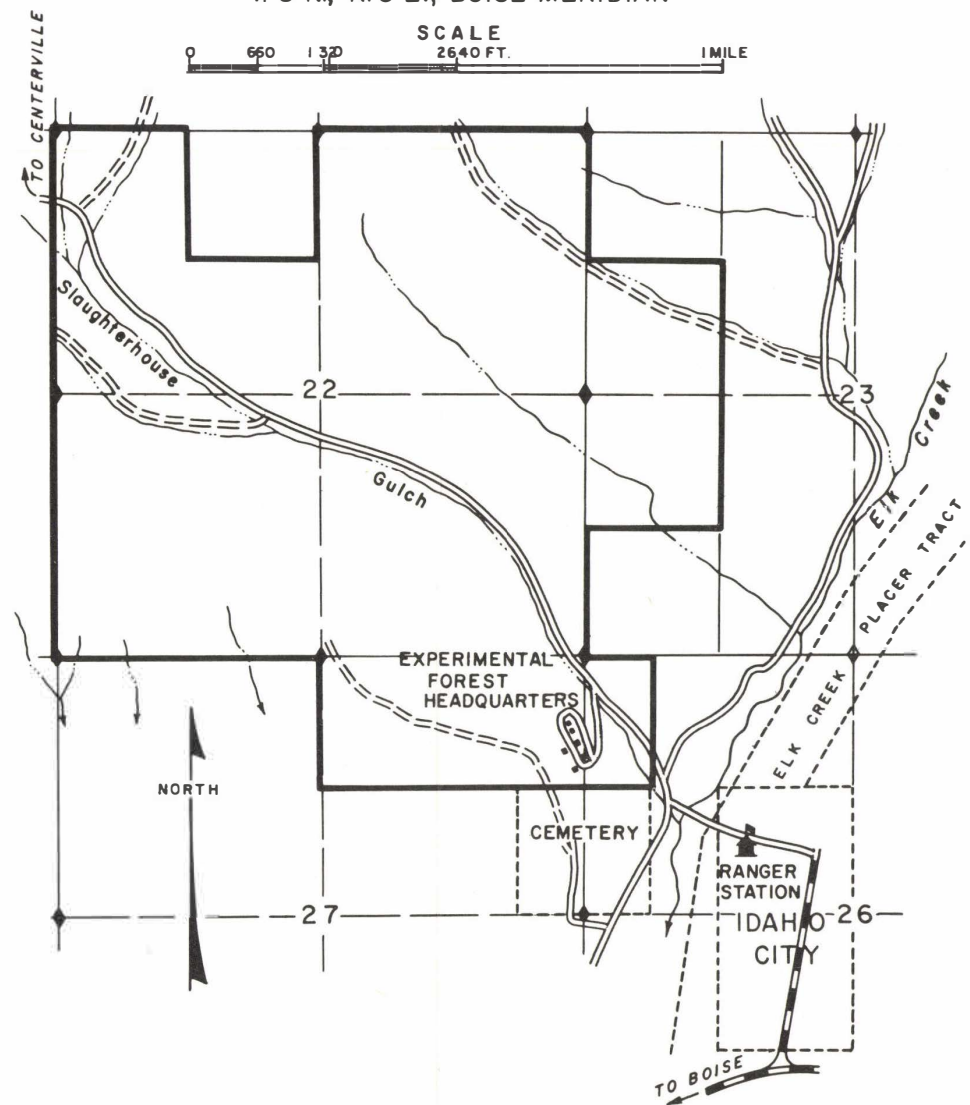 SCALE
0 660 1320 2640 FT. 1 MILE
TO CENTERVILLE
Slaughterhouse
Gulch
22
23
Elk Creek
ELK CREEK PLACER TRACT
EXPERIMENTAL
FOREST
HEADQUARTERS
NORTH
CEMETERY
RANGER
STATION
27
IDAHO
CITY
26
TO BOISE